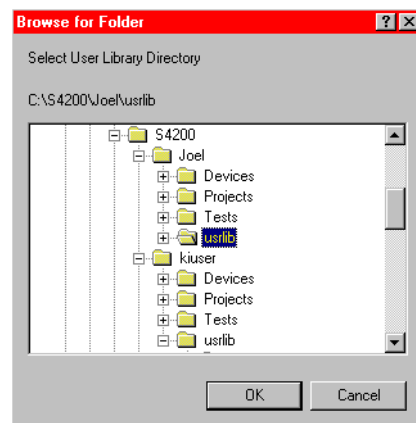 Browse for Folder
Select User Library Directory
C:\S4200\Joel\usrlib
S4200
Joel
Devices
Projects
Tests
usrlib
kiuser
Devices
Projects
Tests
usrlib
OK Cancel